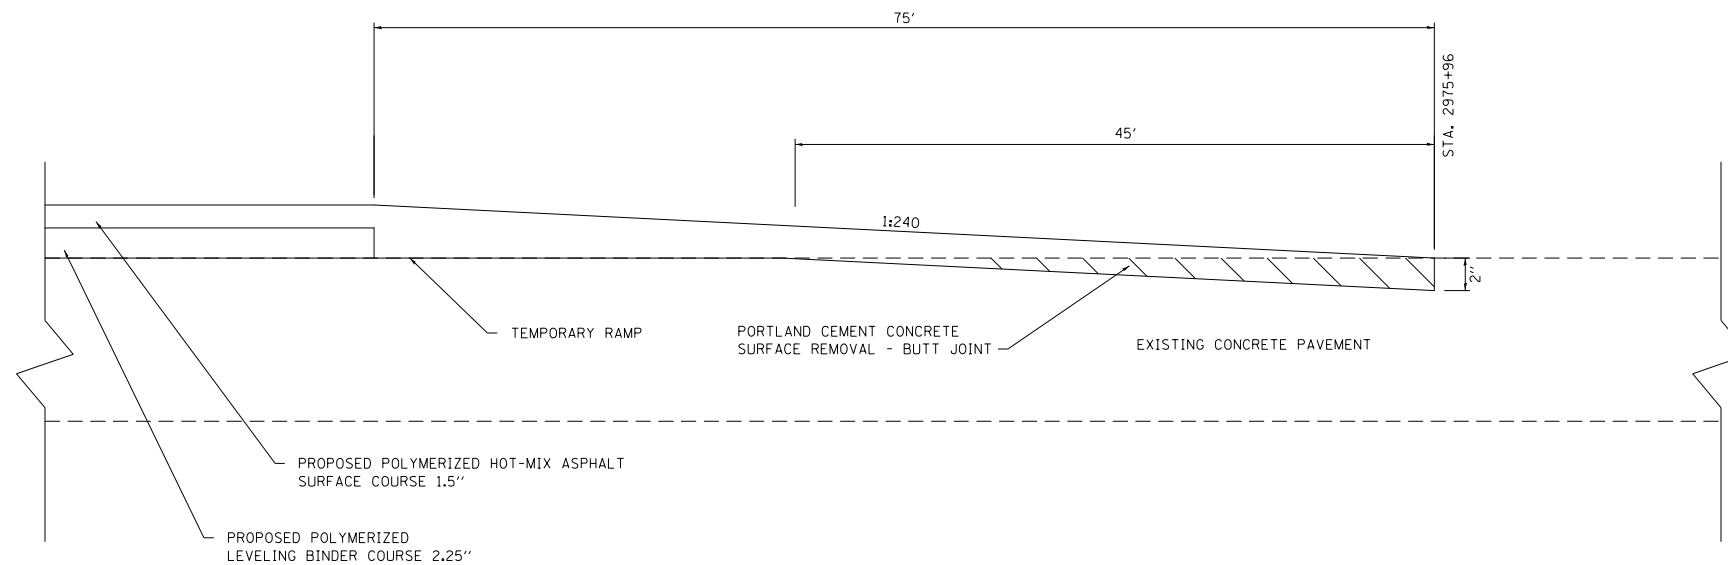 75'
STA. 2975+96
45'
1:240
2"
TEMPORARY RAMP
PORTLAND CEMENT CONCRETE
SURFACE REMOVAL - BUTT JOINT
EXISTING CONCRETE PAVEMENT
PROPOSED POLYMERIZED HOT-MIX ASPHALT
SURFACE COURSE 1.5"
PROPOSED POLYMERIZED
LEVELING BINDER COURSE 2.25"